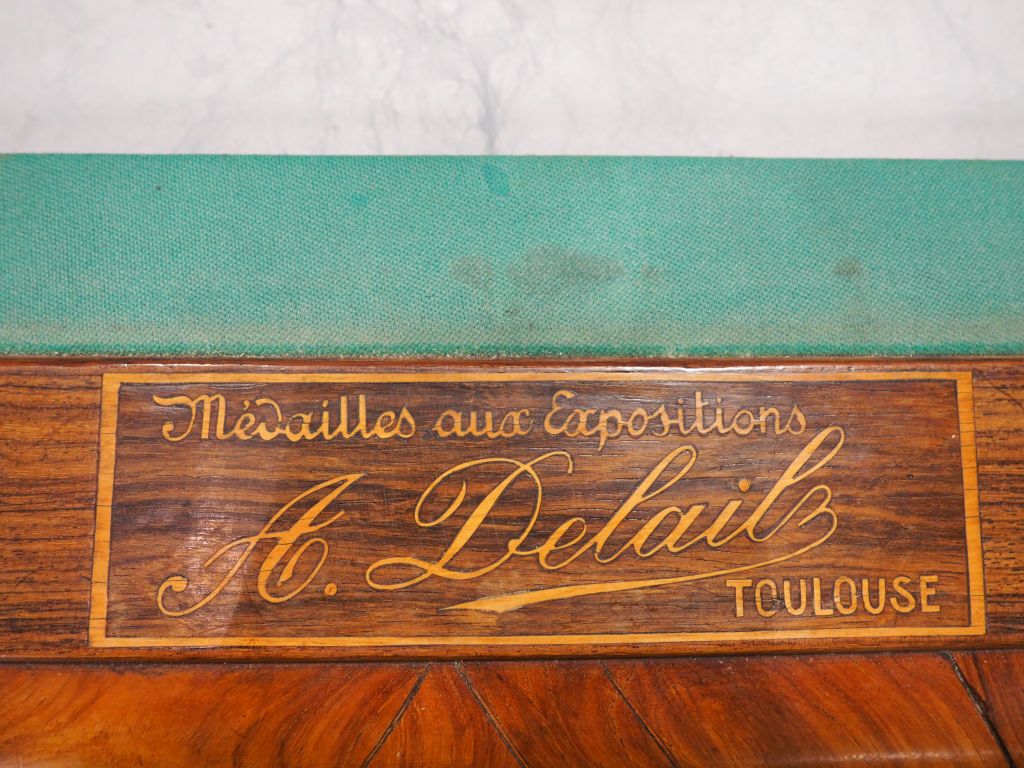 Médailles aux Expositions
A. Delail
TOULOUSE